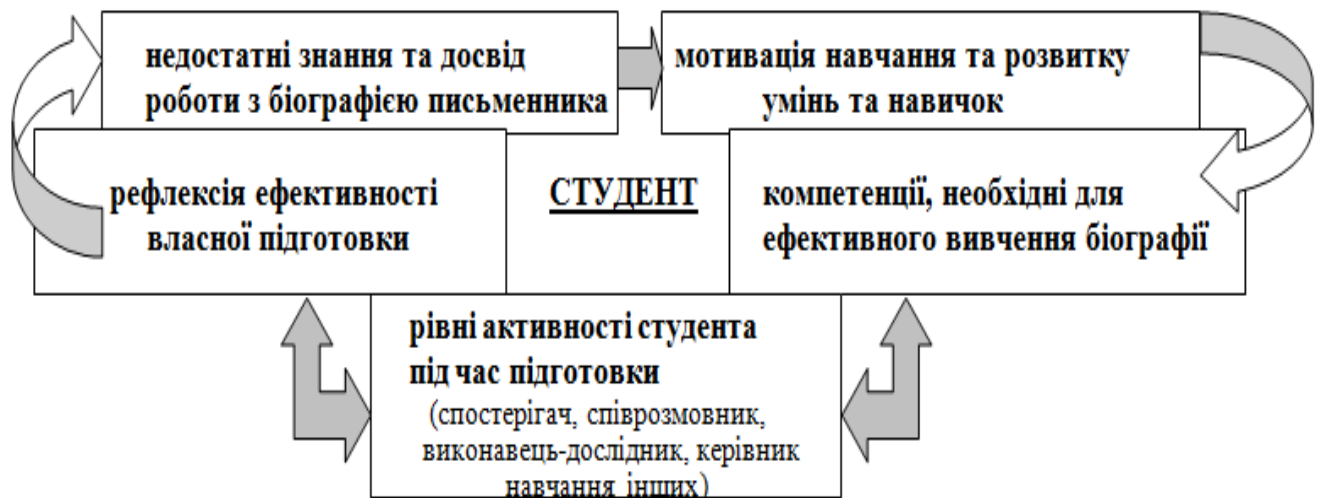 недостатні знання та досвід
роботи з біографією письменника
мотивація навчання та розвитку
умінь та навичок
рефлексія ефективності
власної підготовки
СТУДЕНТ
компетенції, необхідні для
ефективного вивчення біографії
рівні активності студента
під час підготовки
(спостерігач, співрозмовник,
виконавець-дослідник, керівник
навчання інших)